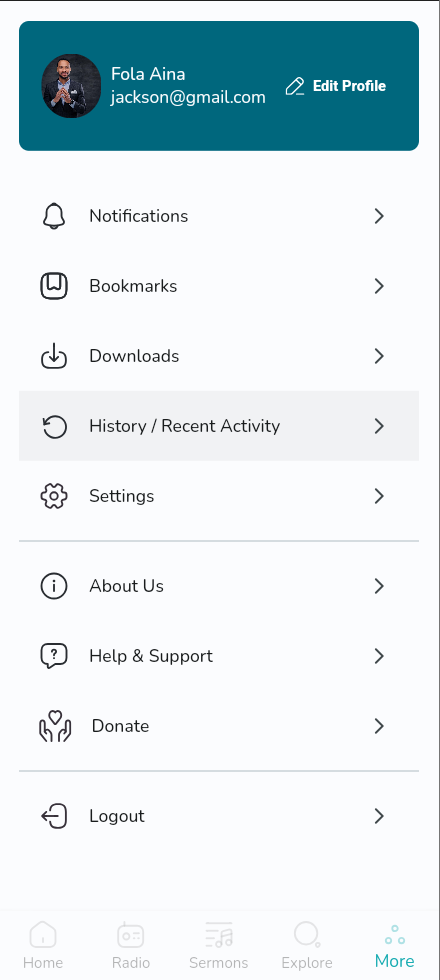 Fola Aina
jackson@gmail.com
Edit Profile
Notifications
Bookmarks
Downloads
History / Recent Activity
Settings
About Us
Help & Support
Donate
Logout
Home
Radio
Sermons
Explore
More